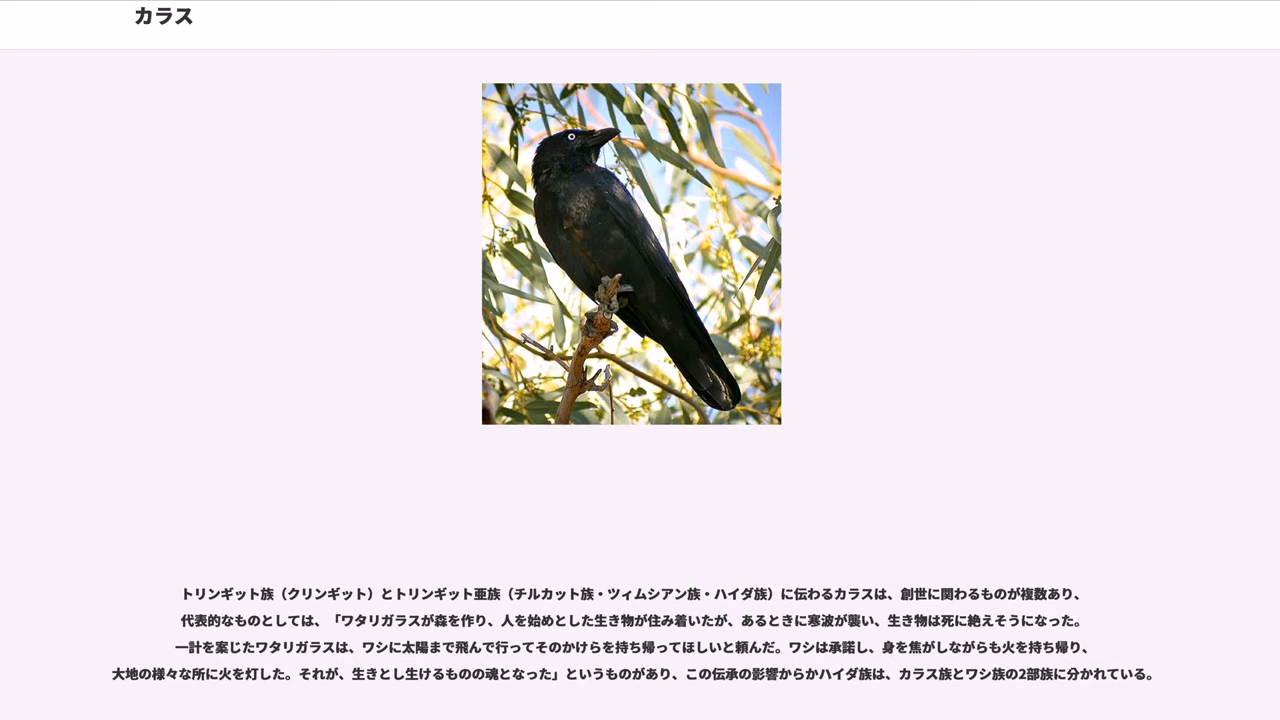 カラス
トリンギット族（クリンギット）とトリンギット亜族（チルカット族・ツィムシアン族・ハイダ族）に伝わるカラスは、創世に関わるものが複数あり、
代表的なものとしては、「ワタリガラスが森を作り、人を始めとした生き物が住み着いたが、あるときに寒波が襲い、生き物は死に絶えそうになった。
一計を案じたワタリガラスは、ワシに太陽まで飛んで行ってそのかけらを持ち帰ってほしいと頼んだ。ワシは承諾し、身を焦がしながらも火を持ち帰り、
大地の様々な所に火を灯した。それが、生きとし生けるものの魂となった」というものがあり、この伝承の影響からかハイダ族は、カラス族とワシ族の2部族に分かれている。